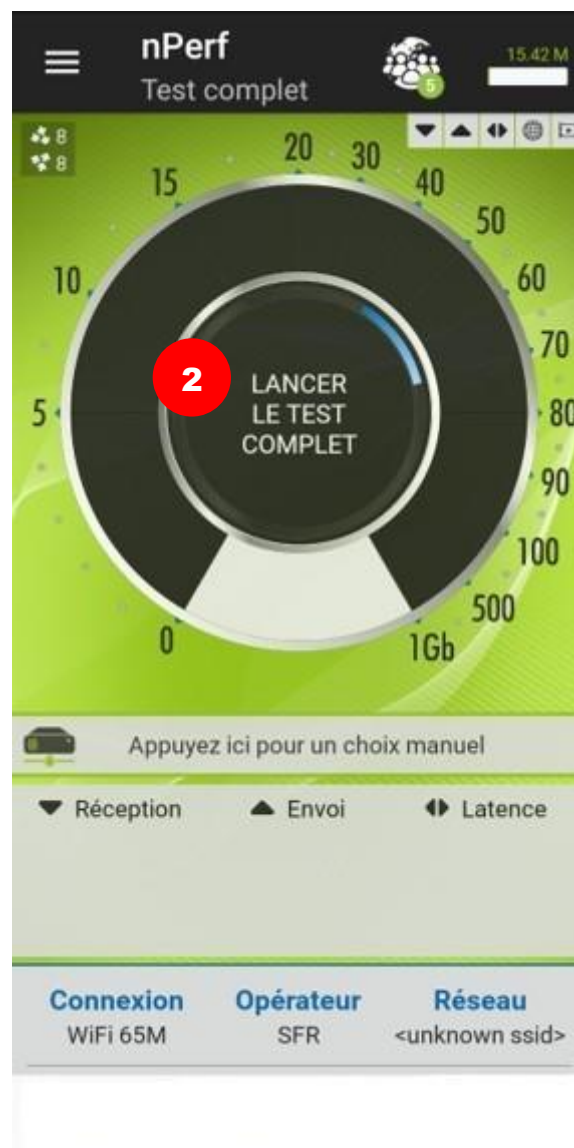 nPerf
Test complet
5
15.42 M
8
8
20
30
15
40
50
10
60
70
5
80
90
100
500
0
1Gb
2
LANCER
LE TEST
COMPLET
Appuyez ici pour un choix manuel
Réception
Envoi
Latence
Connexion
Opérateur
Réseau
WiFi 65M
SFR
<unknown ssid>